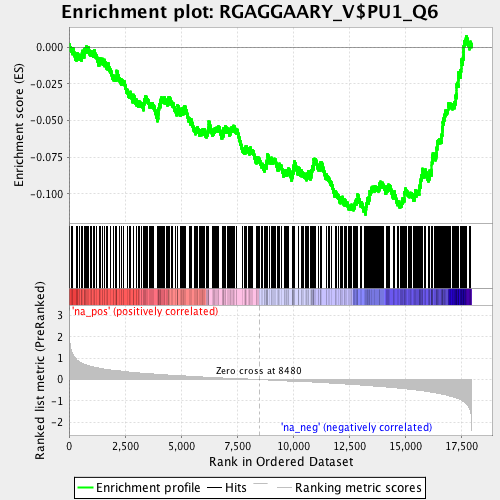 Enrichment plot: RGAGGAARY_V$PU1_Q6
Enrichment score (ES)
0.000
-0.025
-0.050
-0.075
-0.100
'na_pos' (positively correlated)
Ranked list metric (PreRanked)
3
2
1
0
-1
-2
Zero cross at 8480
'na_neg' (negatively correlated)
0
2,500
5,000
7,500
10,000
12,500
15,000
17,500
Rank in Ordered Dataset
Enrichment profile
Hits
Ranking metric scores